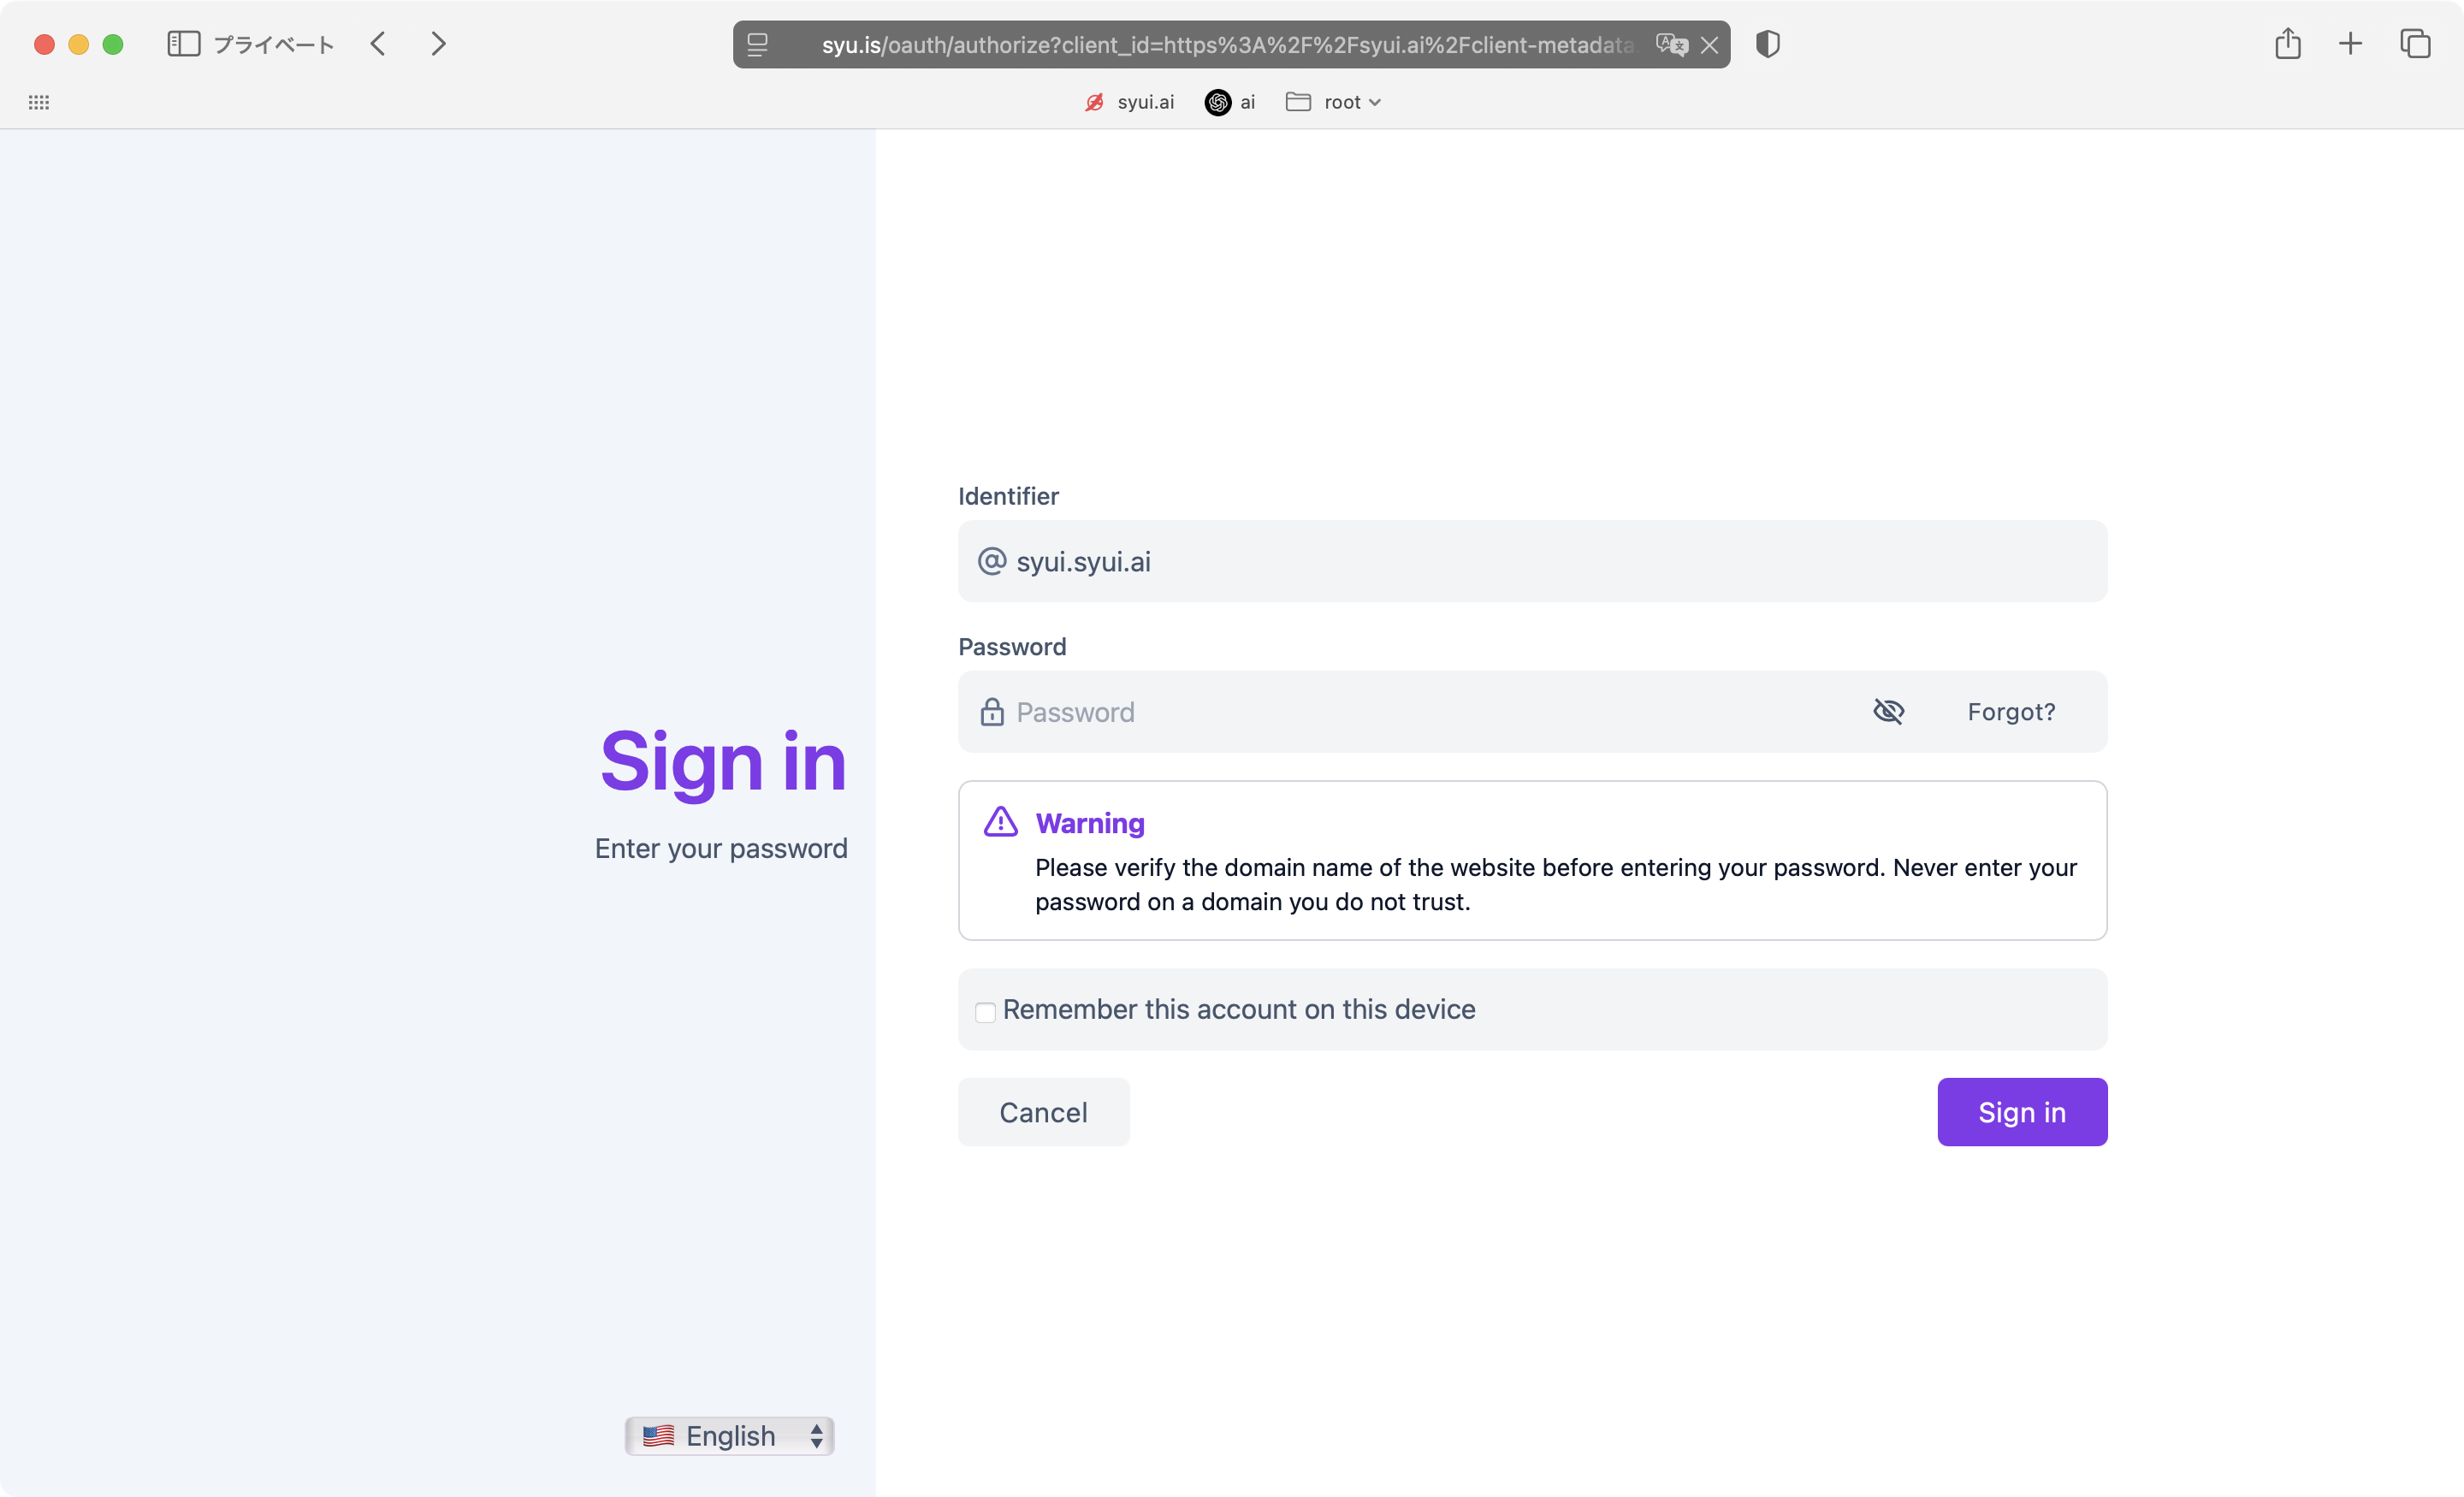 プライベート
syu.is/oauth/authorize?client_id=https%3A%2F%2Fsyui.ai%2Fclient-metadata
syui.ai
ai
root
Sign in
Enter your password
English
Identifier
@ syui.syui.ai
Password
Password
Forgot?
Warning
Please verify the domain name of the website before entering your password. Never enter your
password on a domain you do not trust.
Remember this account on this device
Cancel
Sign in